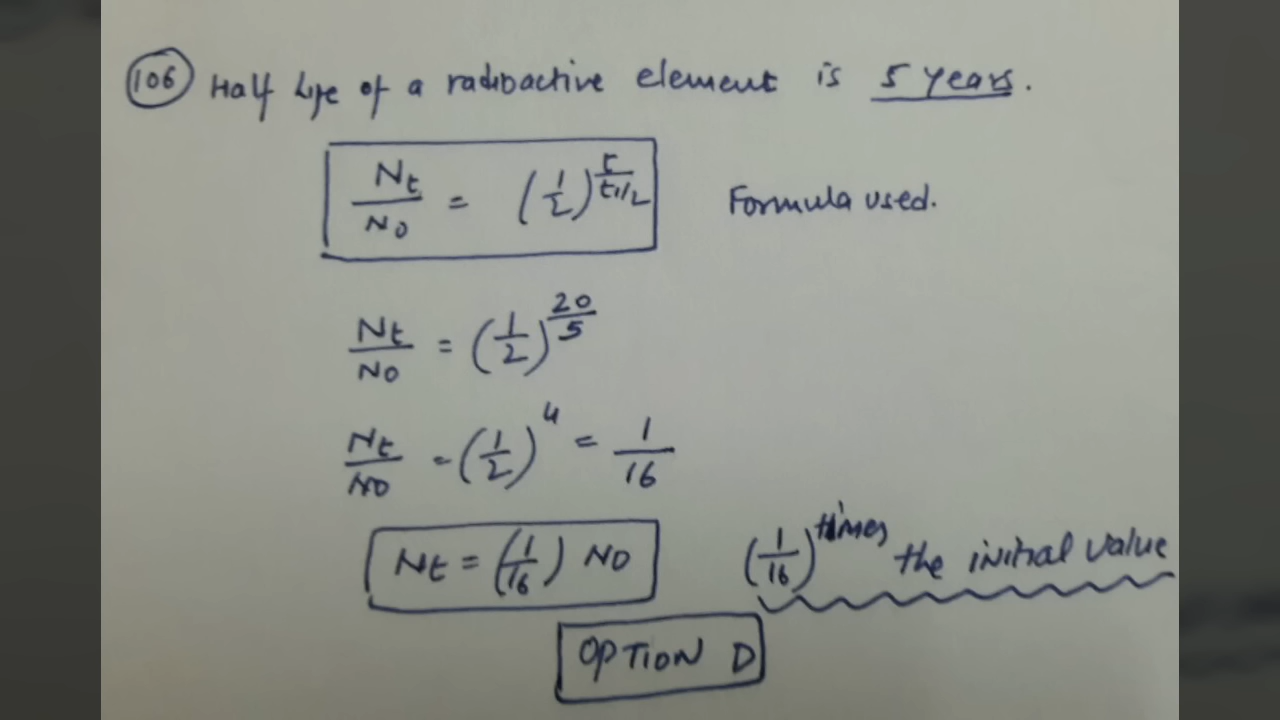 106 Half Life of a radioactive element is 5 years.
Nt/N0 = (1/2)^(t/t1/2) Formula used.
Nt/N0 = (1/2)^(20/5)
Nt/N0 = (1/2)^4 = 1/16
Nt = (1/16) N0 (1/16) times the initial value
OPTION D